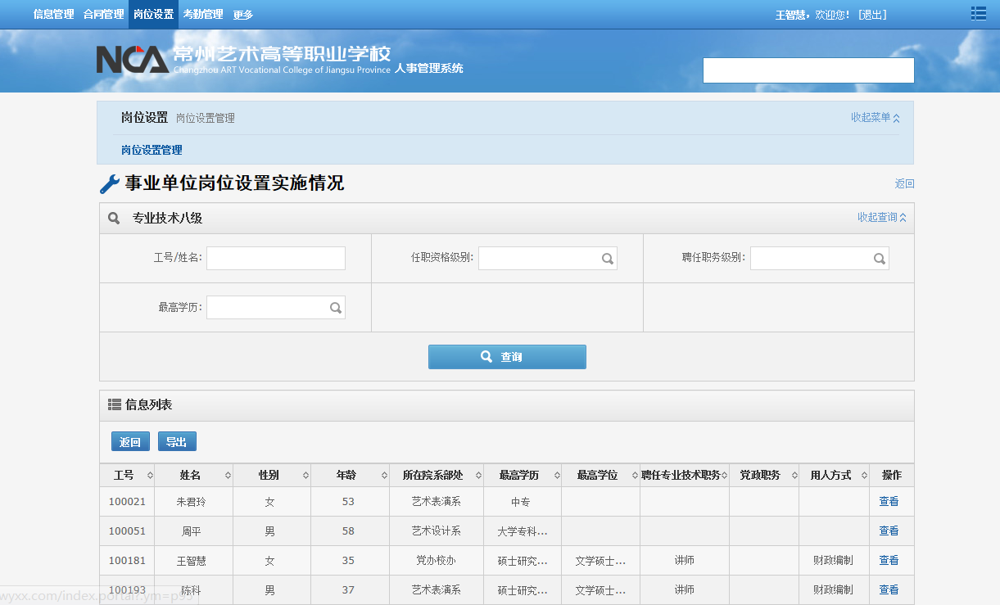 信息管理 合同管理 岗位设置 考勤管理 更多 王智慧，欢迎您！ [退出]
NCA 常州艺术高等职业学校
Changzhou ART Vocational College of Jiangsu Province 人事管理系统
岗位设置 岗位设置管理 收起菜单
岗位设置管理
事业单位岗位设置实施情况 返回
专业技术八级 收起查询
工号/姓名: 任职资格级别: 聘任职务级别:
最高学历:
查询
信息列表
返回 导出
工号 姓名 性别 年龄 所在院系部处 最高学历 最高学位 聘任专业技术职务 党政职务 用人方式 操作
100021 朱君玲 女 53 艺术表演系 中专 查看
100051 周平 男 58 艺术设计系 大学专科... 查看
100181 王智慧 女 35 党办校办 硕士研究... 文学硕士... 讲师 财政编制 查看
100193 陈科 男 37 艺术表演系 硕士研究... 文学硕士... 讲师 财政编制 查看
wyxx.com/index.portal?.ym=p95